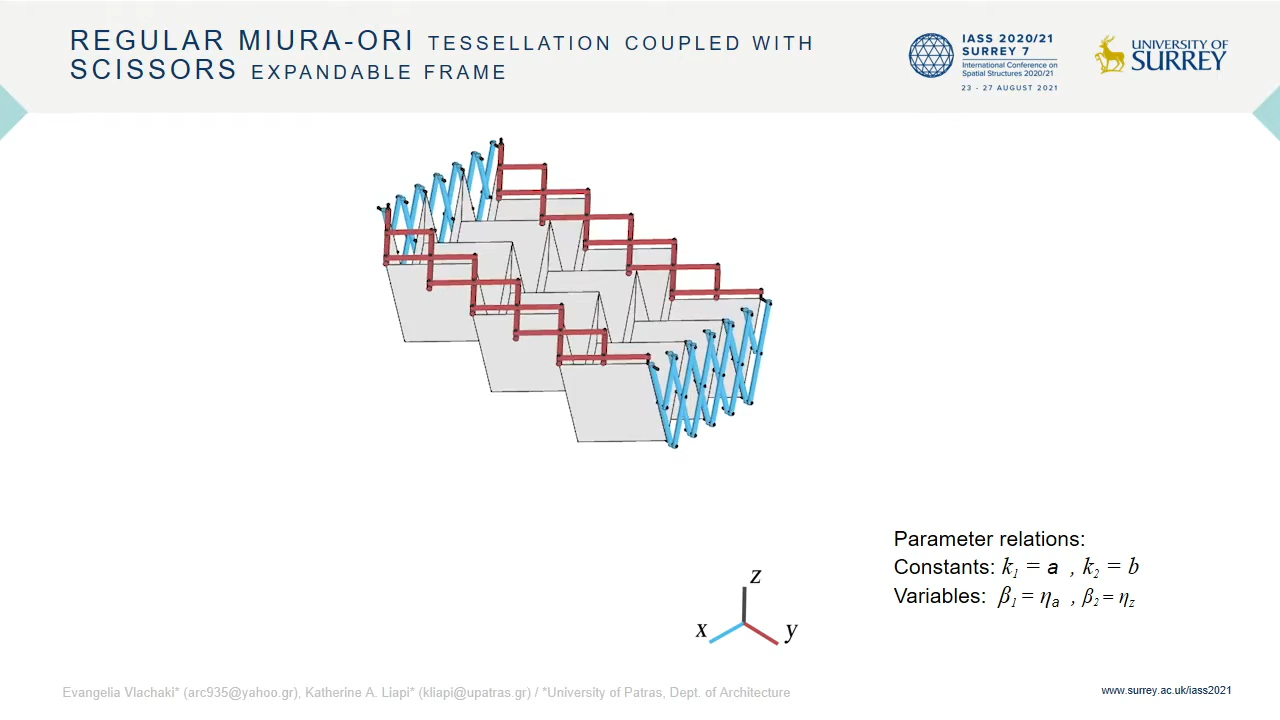 REGULAR MIURA-ORI TESSELLATION COUPLED WITH
SCISSORS EXPANDABLE FRAME
IASS 2020/21
SURREY 7
International Conference on
Spatial Structures 2020/21
23 - 27 AUGUST 2021
UNIVERSITY OF
SURREY
Parameter relations:
Constants: k₁ = a , k₂ = b
Variables: β₁ = ηₐ , β₂ = η_z
z
x
y
Evangelia Vlachaki* (arc935@yahoo.gr), Katherine A. Liapi* (kliapi@upatras.gr) / *University of Patras, Dept. of Architecture
www.surrey.ac.uk/iass2021